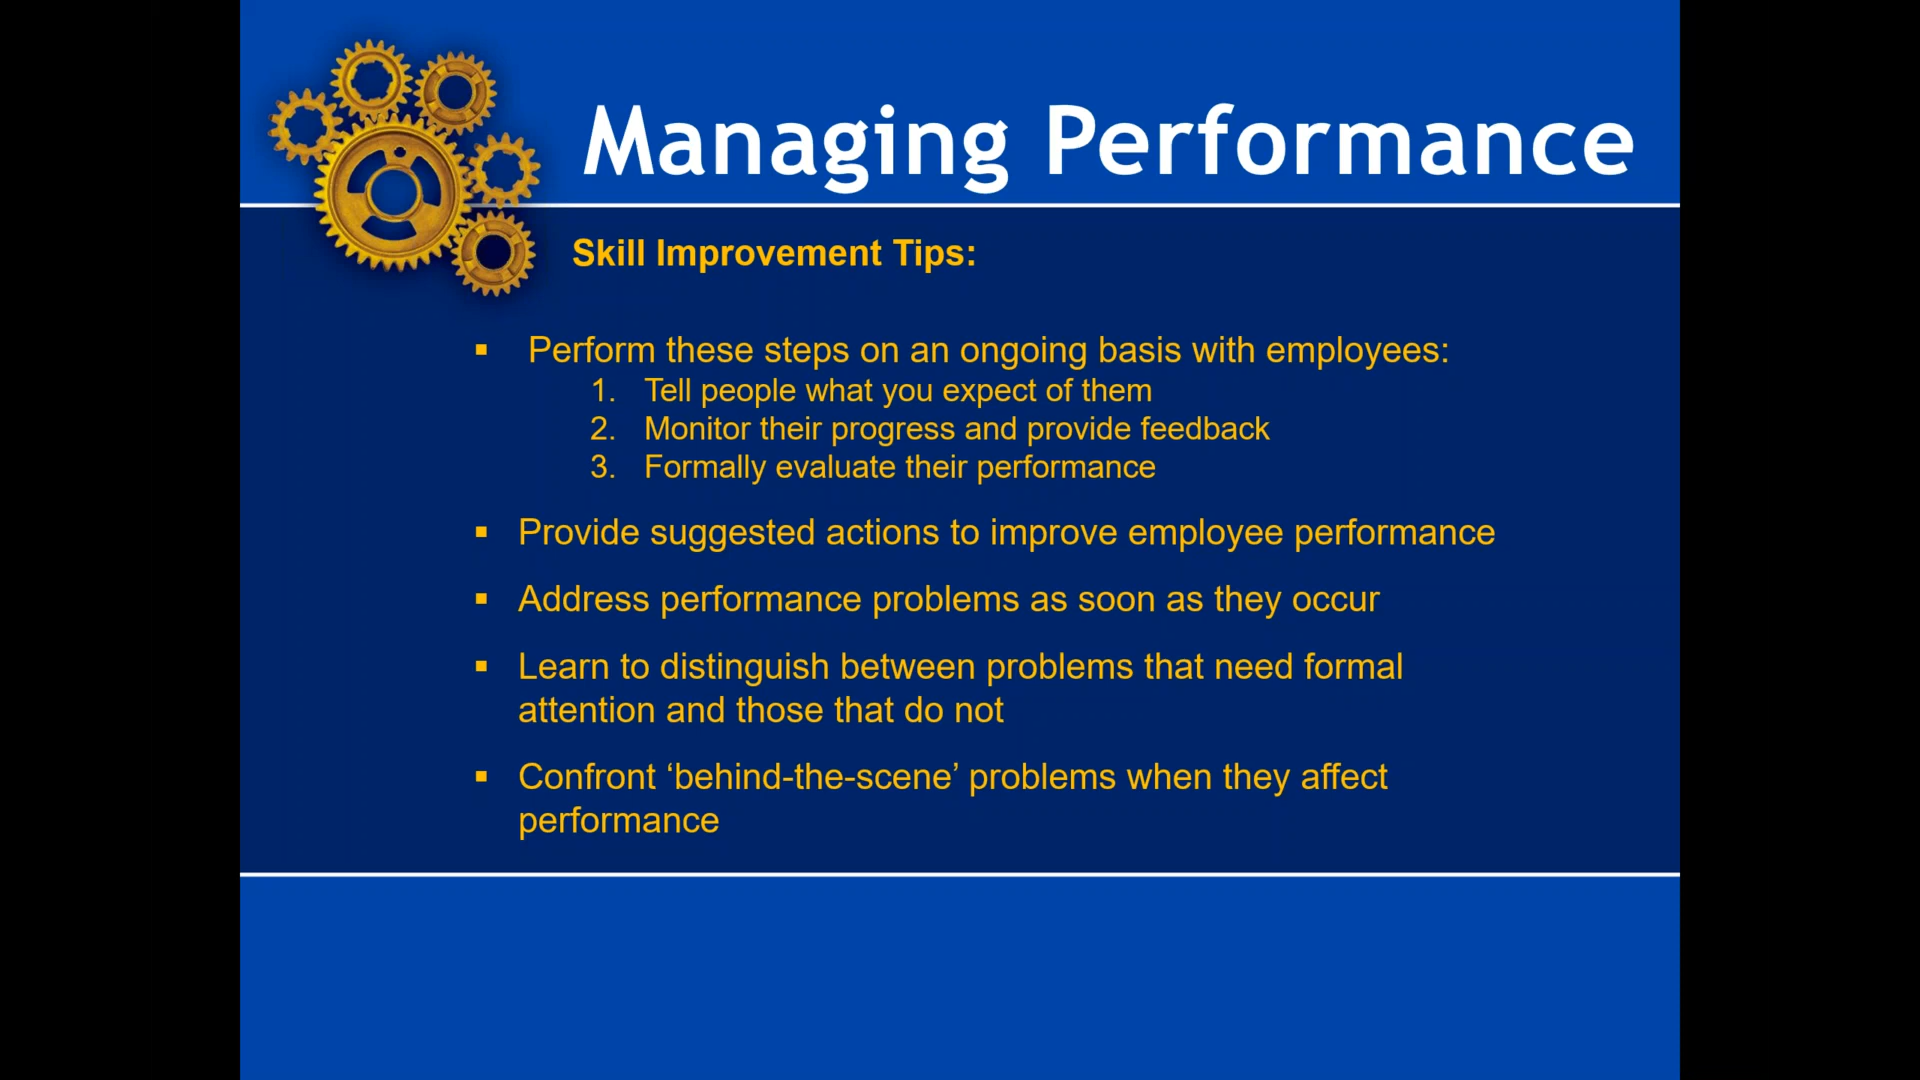 Managing Performance
Skill Improvement Tips:
▪ Perform these steps on an ongoing basis with employees:
1. Tell people what you expect of them
2. Monitor their progress and provide feedback
3. Formally evaluate their performance
▪ Provide suggested actions to improve employee performance
▪ Address performance problems as soon as they occur
▪ Learn to distinguish between problems that need formal
attention and those that do not
▪ Confront ‘behind-the-scene’ problems when they affect
performance